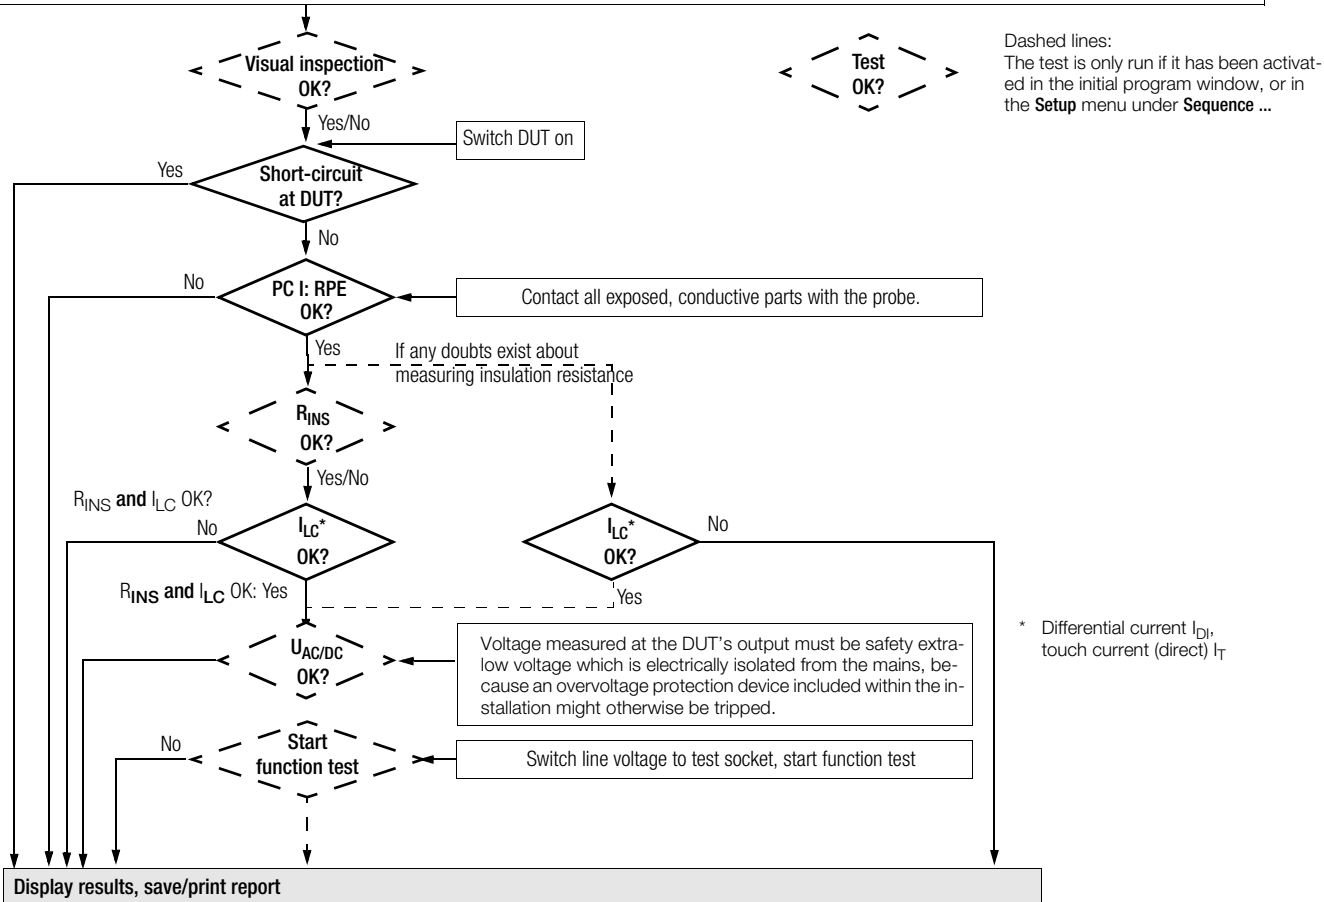 Visual inspection
OK?
Test
OK?
Dashed lines:
The test is only run if it has been activat-
ed in the initial program window, or in
the Setup menu under Sequence ...
Yes/No
Switch DUT on
Yes
Short-circuit
at DUT?
No
No
PC I: RPE
OK?
Contact all exposed, conductive parts with the probe.
Yes
If any doubts exist about
measuring insulation resistance
RINS
OK?
Yes/No
RINS and ILC OK?
No
ILC*
OK?
ILC*
OK?
No
RINS and ILC OK: Yes
Yes
UAC/DC
OK?
Voltage measured at the DUT's output must be safety extra-
low voltage which is electrically isolated from the mains, be-
cause an overvoltage protection device included within the in-
stallation might otherwise be tripped.
* Differential current IDI,
touch current (direct) IT
No
Start
function test
Switch line voltage to test socket, start function test
Display results, save/print report